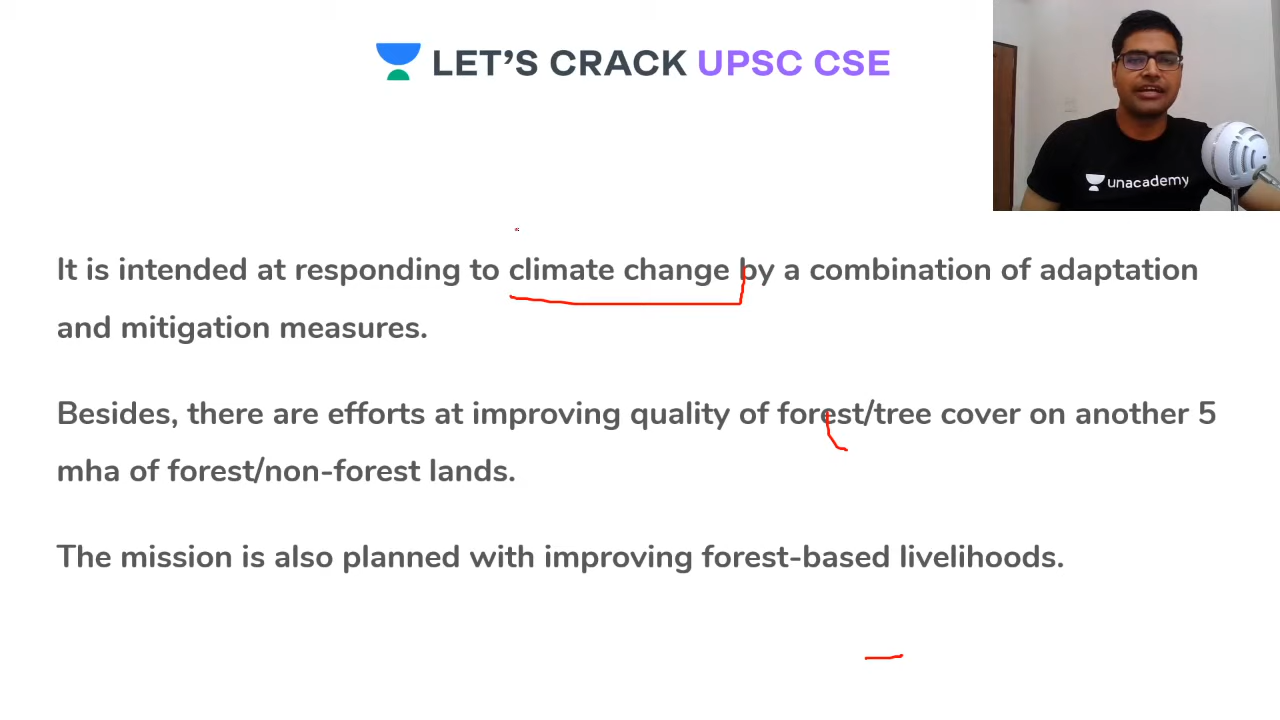 LET'S CRACK UPSC CSE
unacademy
It is intended at responding to climate change by a combination of adaptation
and mitigation measures.
Besides, there are efforts at improving quality of forest/tree cover on another 5
mha of forest/non-forest lands.
The mission is also planned with improving forest-based livelihoods.